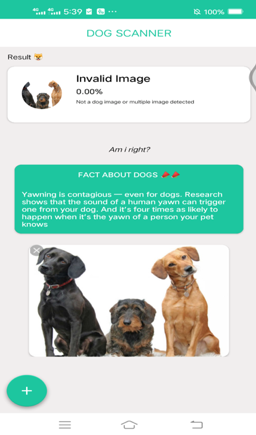 5:39
100%
DOG SCANNER
Result
Invalid Image
0.00%
Not a dog image or multiple image detected
Am i right?
FACT ABOUT DOGS
Yawning is contagious — even for dogs. Research
shows that the sound of a human yawn can trigger
one from your dog. And it's four times as likely to
happen when it's the yawn of a person your pet
knows
+